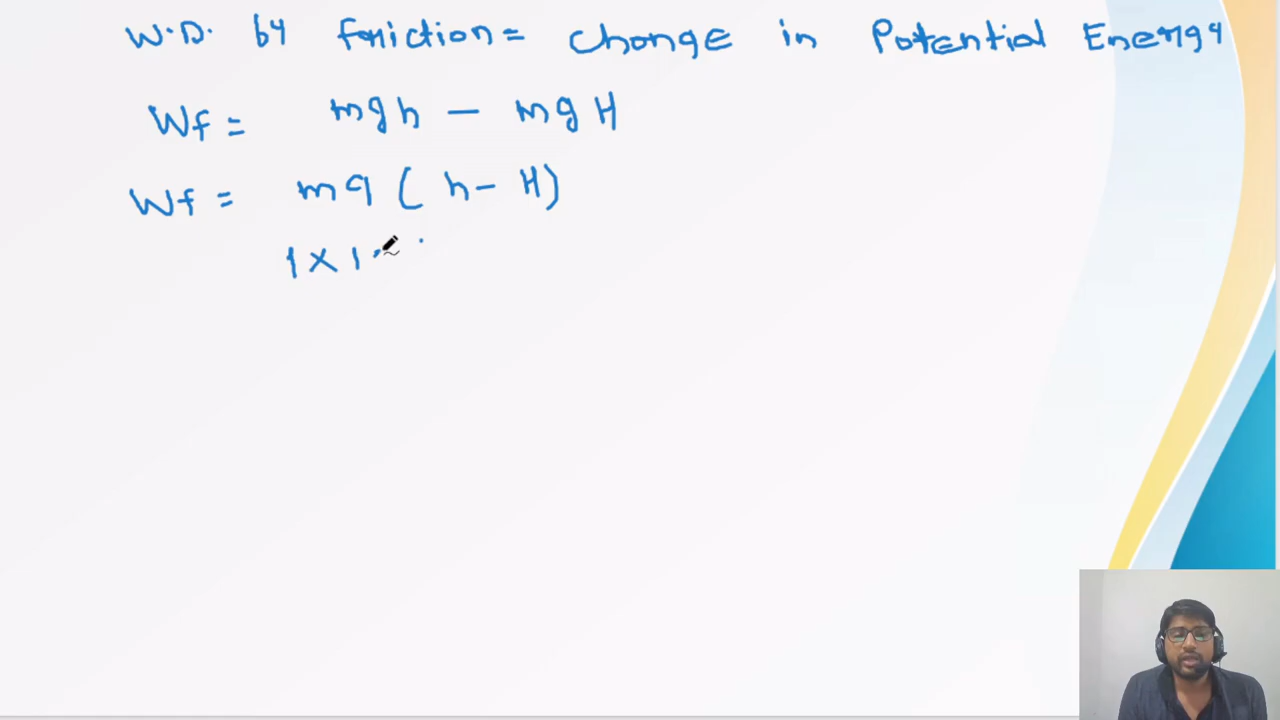 W.D. by friction = Change in Potential Energy
Wf = mgh - mgH
Wf = mg (h - H)
1 × 1